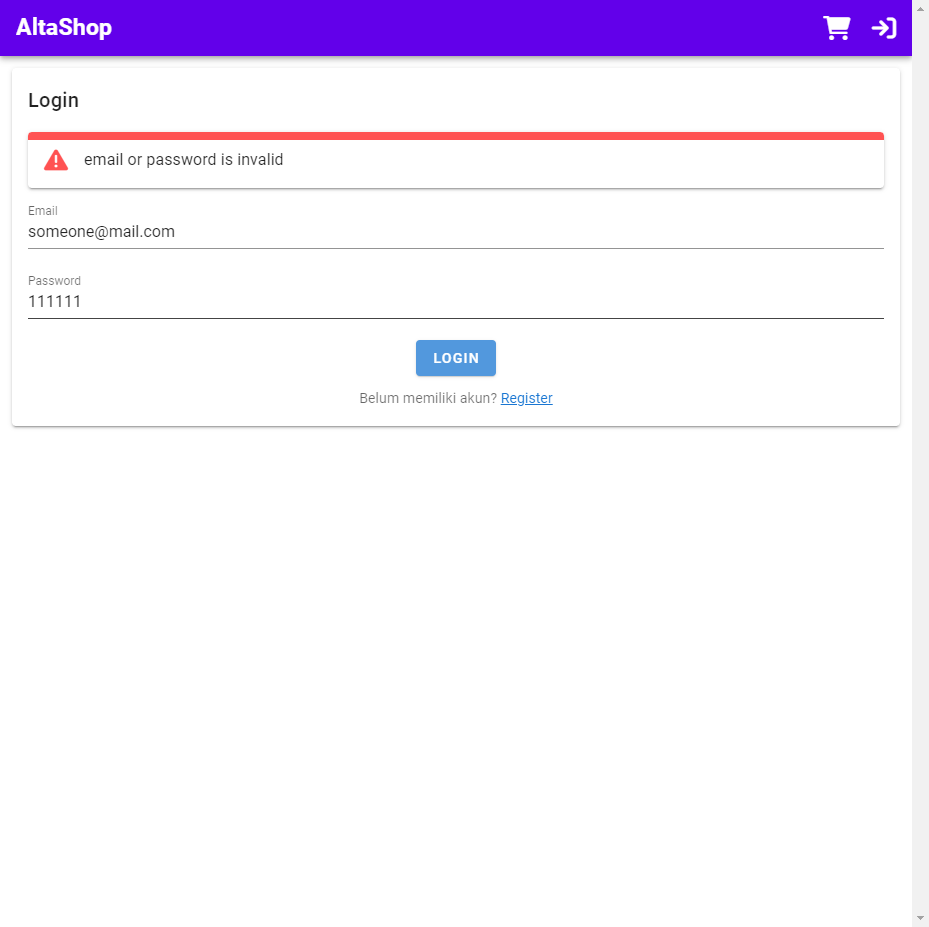 AltaShop
Login
email or password is invalid
Email
someone@mail.com
Password
111111
LOGIN
Belum memiliki akun? Register